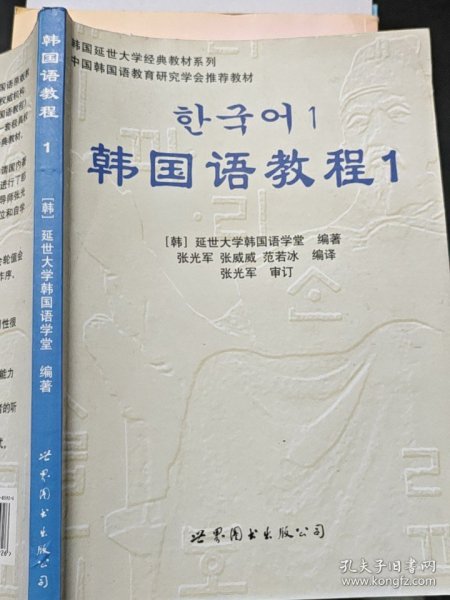 韩国延世大学经典教材系列
中国韩国语教育研究学会推荐教材
한국어 1
韩国语教程 1
[韩] 延世大学韩国语学堂 编著
张光军 张威威 范若冰 编译
张光军 审订
世界图书出版公司
韩国语教程
1
[韩] 延世大学韩国语学堂 编著
世界图书出版公司
孔夫子旧书网
www.kongfz.com